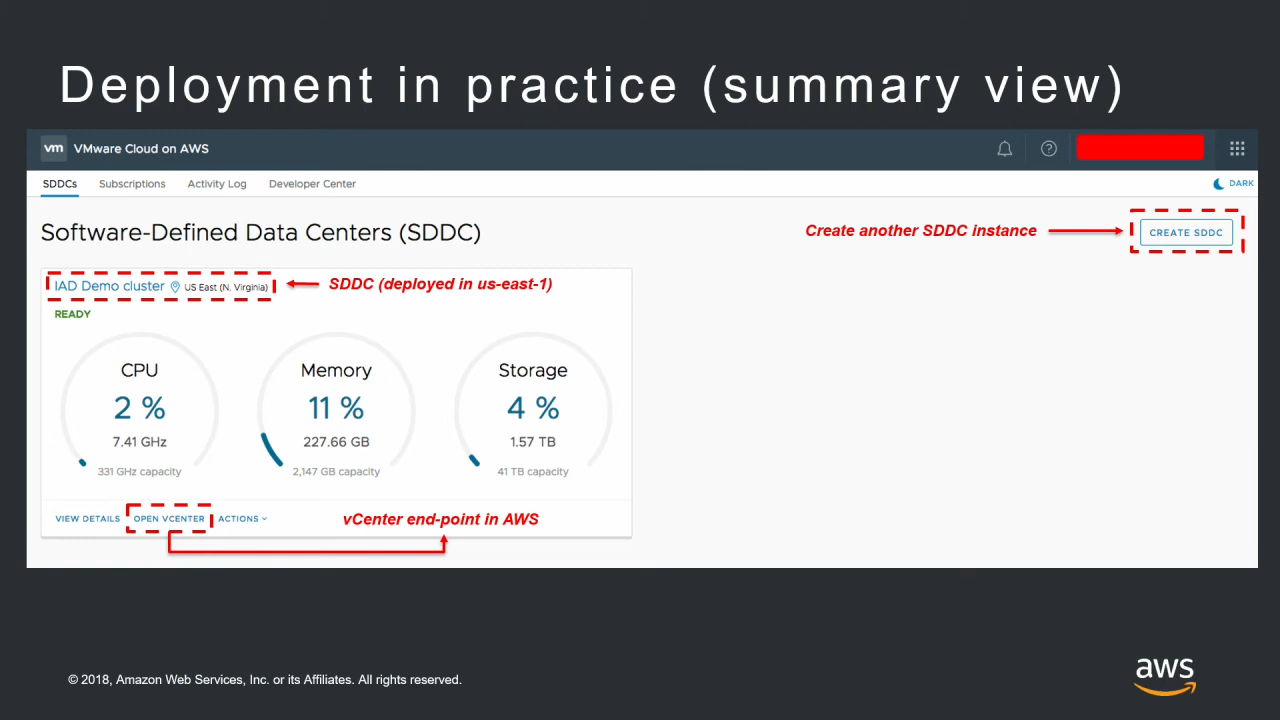 Deployment in practice (summary view)
vm VMware Cloud on AWS
SDDCs Subscriptions Activity Log Developer Center DARK
Software-Defined Data Centers (SDDC)
Create another SDDC instance
CREATE SDDC
IAD Demo cluster US East (N. Virginia)
SDDC (deployed in us-east-1)
READY
CPU
2 %
7.41 GHz
331 GHz capacity
Memory
11 %
227.66 GB
2,147 GB capacity
Storage
4 %
1.57 TB
41 TB capacity
VIEW DETAILS OPEN VCENTER ACTIONS
vCenter end-point in AWS
© 2018, Amazon Web Services, Inc. or its Affiliates. All rights reserved.
aws